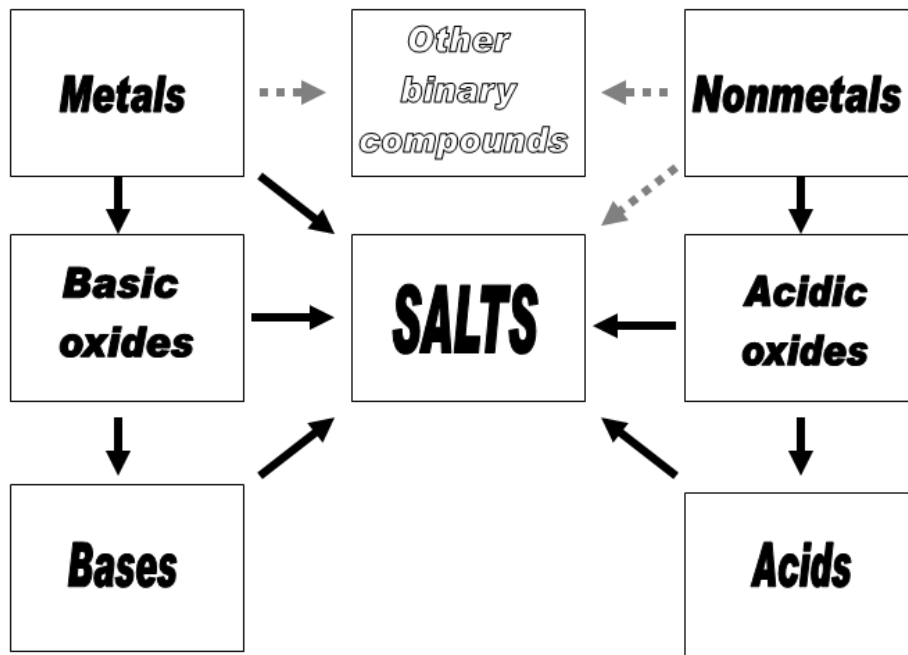 Metals
Other
binary
compounds
Nonmetals
Basic
oxides
SALTS
Acidic
oxides
Bases
Acids